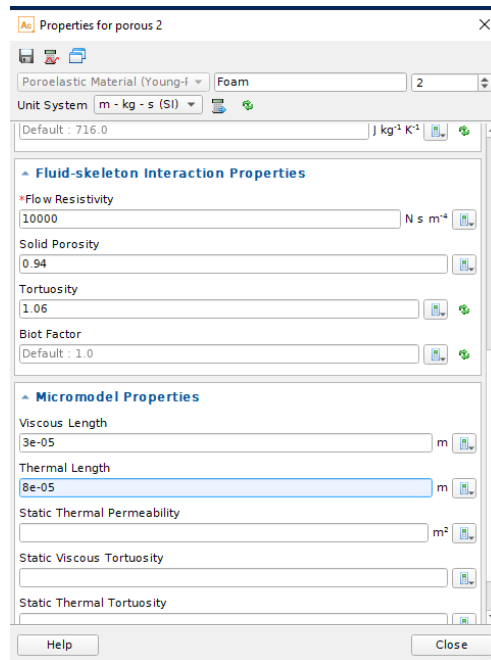 Ac Properties for porous 2
Poroelastic Material (Young-F Foam 2
Unit System m - kg - s (SI)
Default : 716.0 J kg⁻¹ K⁻¹
Fluid-skeleton Interaction Properties
*Flow Resistivity
10000 N s m⁻⁴
Solid Porosity
0.94
Tortuosity
1.06
Biot Factor
Default : 1.0
Micromodel Properties
Viscous Length
3e-05 m
Thermal Length
8e-05 m
Static Thermal Permeability
m²
Static Viscous Tortuosity
Static Thermal Tortuosity
Help Close